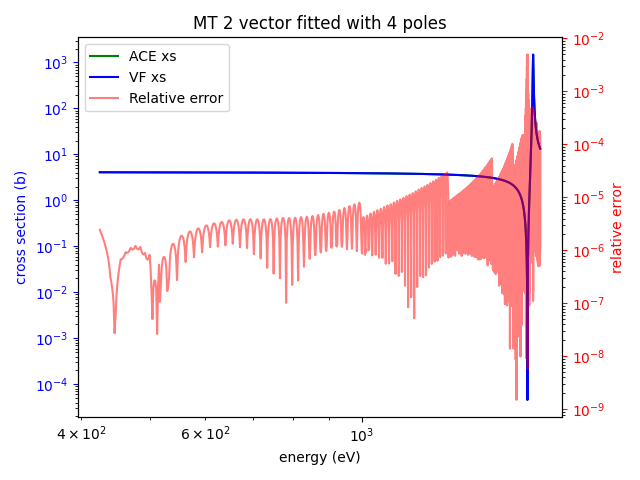 MT 2 vector fitted with 4 poles
ACE xs
VF xs
Relative error
cross section (b)
10³
10²
10¹
10⁰
10⁻¹
10⁻²
10⁻³
10⁻⁴
10⁻²
10⁻³
10⁻⁴
10⁻⁵
10⁻⁶
10⁻⁷
10⁻⁸
10⁻⁹
relative error
4 × 10² 6 × 10² 10³
energy (eV)